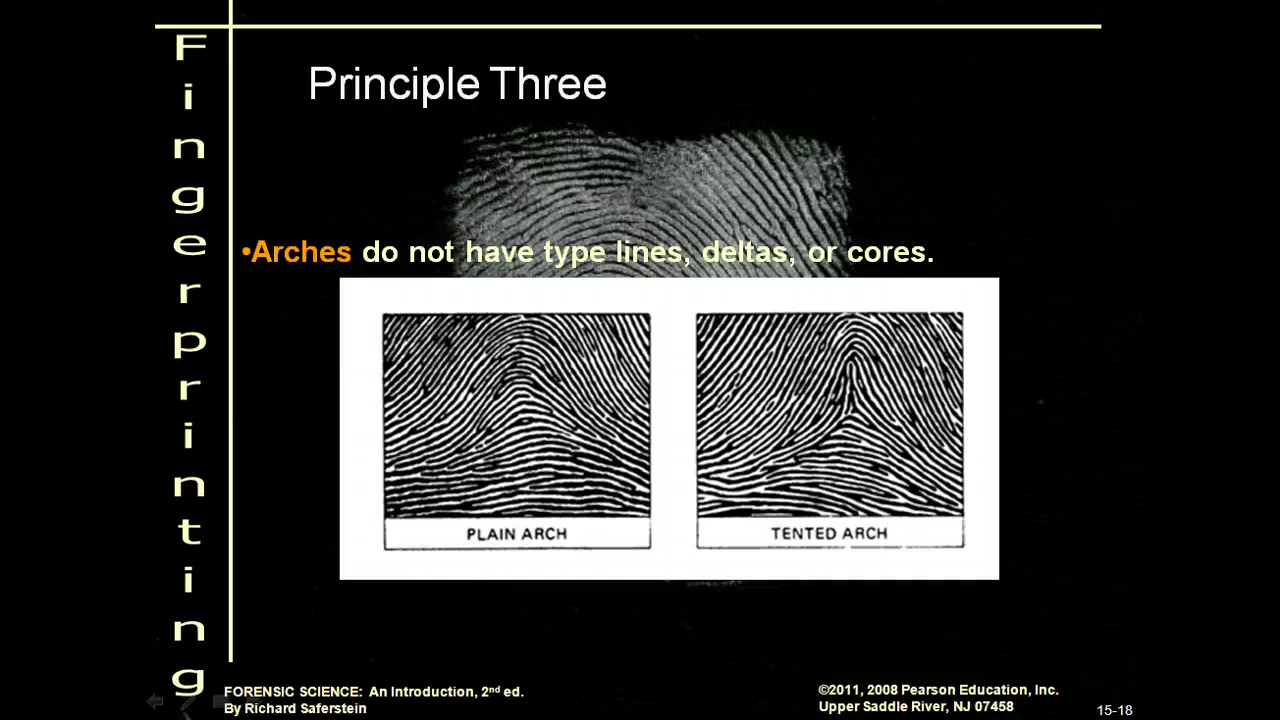 Fingerprinting
Principle Three
•Arches do not have type lines, deltas, or cores.
PLAIN ARCH
TENTED ARCH
FORENSIC SCIENCE: An Introduction, 2nd ed.
By Richard Saferstein
©2011, 2008 Pearson Education, Inc.
Upper Saddle River, NJ 07458
15-18